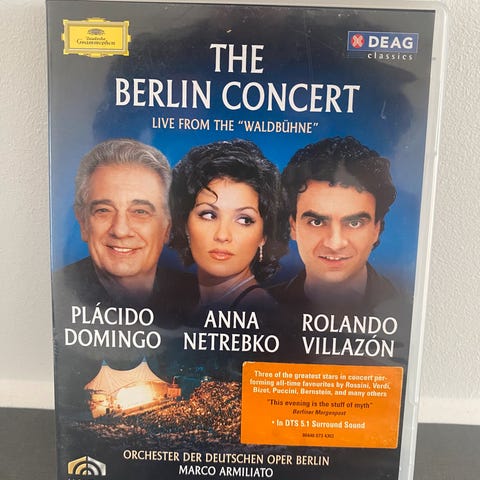 Deutsche
Grammophon
DEAG
classics
THE
BERLIN CONCERT
LIVE FROM THE "WALDBÜHNE"
PLÁCIDO
DOMINGO
ANNA
NETREBKO
ROLANDO
VILLAZÓN
Three of the greatest stars in concert per-
forming all-time favourites by Rossini, Verdi,
Bizet, Puccini, Bernstein, and many others
"This evening is the stuff of myth"
Berliner Morgenpost
• In DTS 5.1 Surround Sound
ORCHESTER DER DEUTSCHEN OPER BERLIN
MARCO ARMILIATO